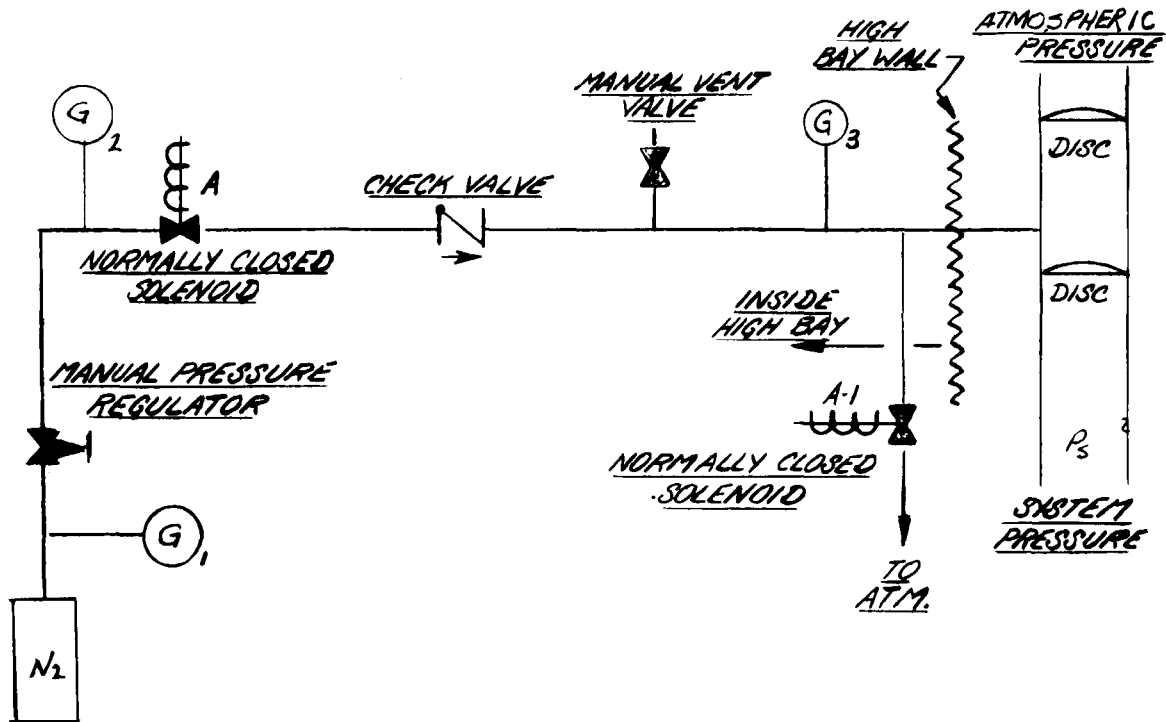 HIGH
BAY WALL
ATMOSPHERIC
PRESSURE
MANUAL VENT
VALVE
G
2
A
G
3
DISC
CHECK VALVE
NORMALLY CLOSED
SOLENOID
DISC
INSIDE
HIGH BAY
MANUAL PRESSURE
REGULATOR
A-1
NORMALLY CLOSED
SOLENOID
Ps
SYSTEM
PRESSURE
G
1
TO
ATM.
N2